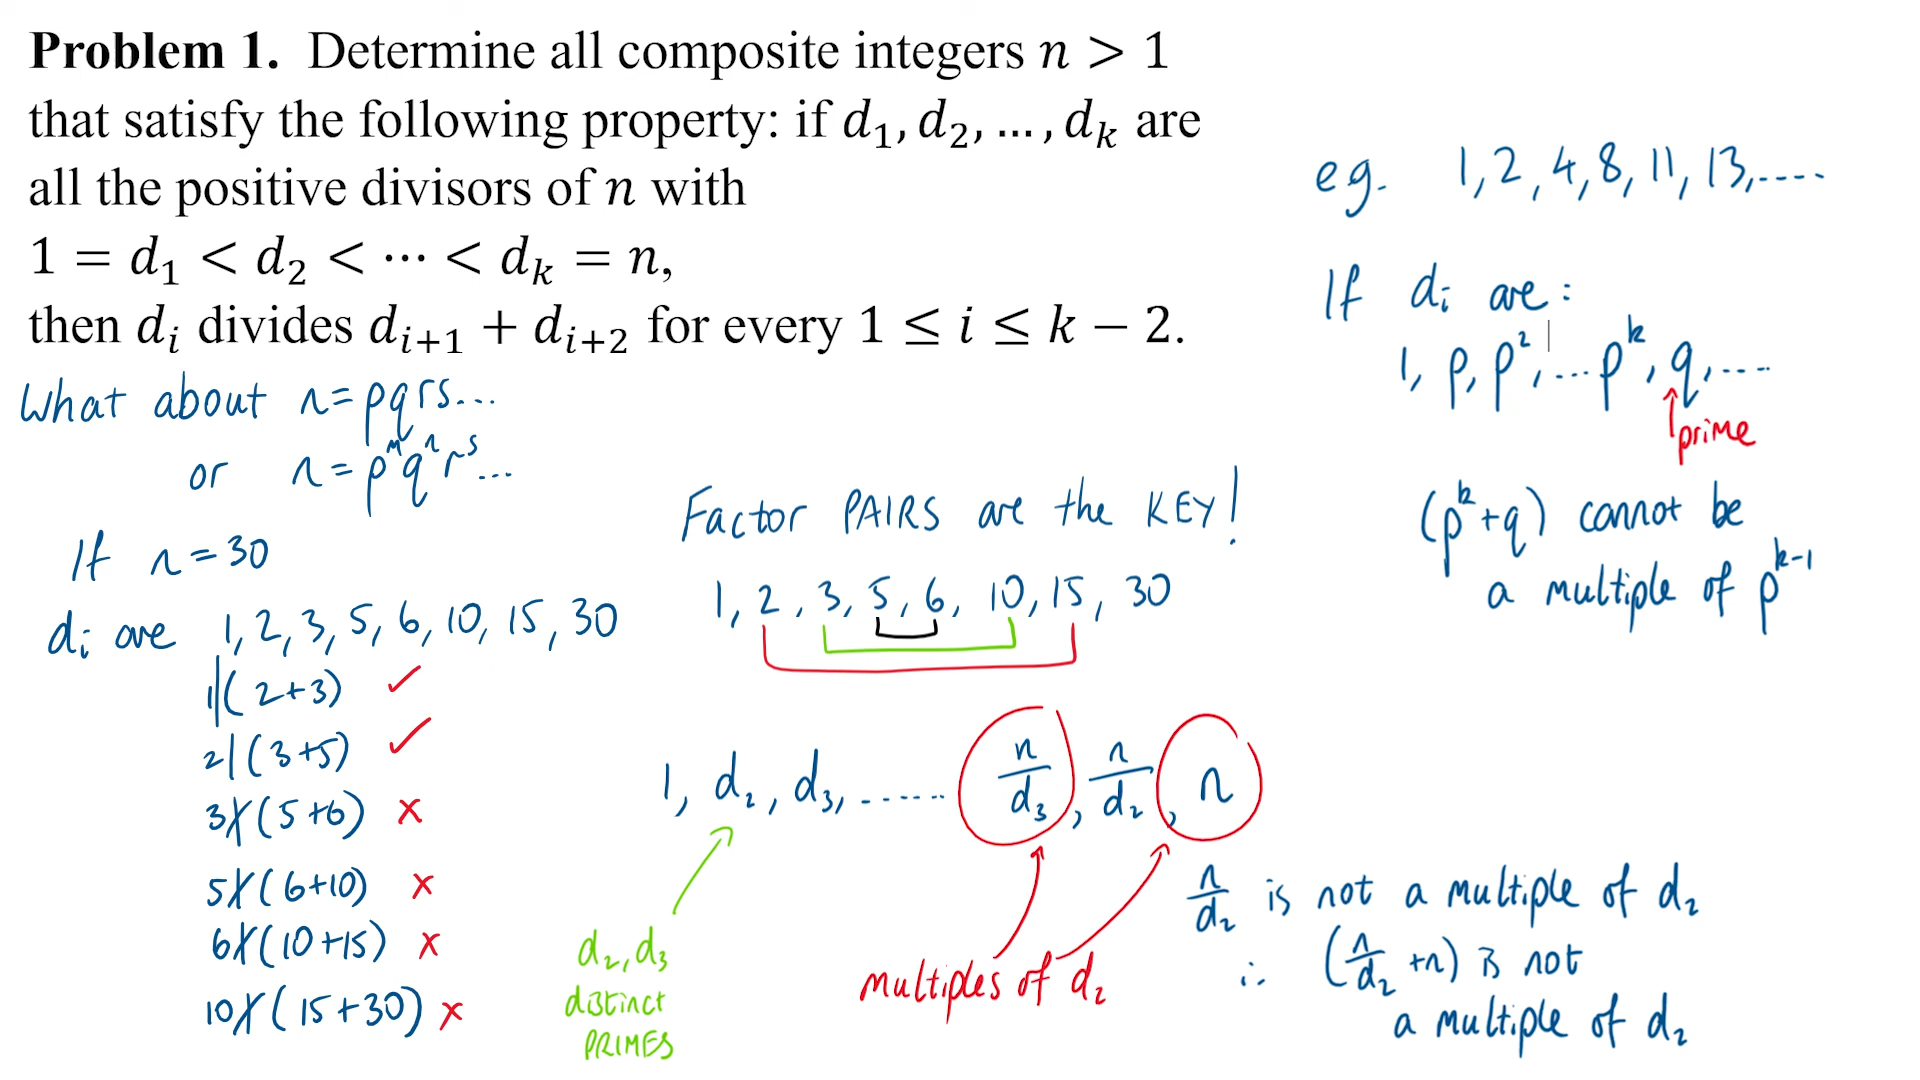 Problem 1. Determine all composite integers n > 1
that satisfy the following property: if d₁, d₂, ..., dₖ are
all the positive divisors of n with
1 = d₁ < d₂ < ⋯ < dₖ = n,
then dᵢ divides dᵢ₊₁ + dᵢ₊₂ for every 1 ≤ i ≤ k − 2.
What about n = pqrs...
or n = pᵐqⁿrˢ...
If n = 30
dᵢ are 1, 2, 3, 5, 6, 10, 15, 30
1|(2+3) ✓
2|(3+5) ✓
3∤(5+6) ×
5∤(6+10) ×
6∤(10+15) ×
10∤(15+30) ×
Factor PAIRS are the KEY!
1, 2, 3, 5, 6, 10, 15, 30
1, d₂, d₃, ...... n/d₃, n/d₂, n
d₂, d₃
distinct
PRIMES
multiples of d₂
n/d₂ is not a multiple of d₂
∴ (n/d₂ + n) is not
a multiple of d₂
eg. 1, 2, 4, 8, 11, 13, ....
If dᵢ are :
1, p, p², ... pᵏ, q, ....
prime
(pᵏ+q) cannot be
a multiple of pᵏ⁻¹